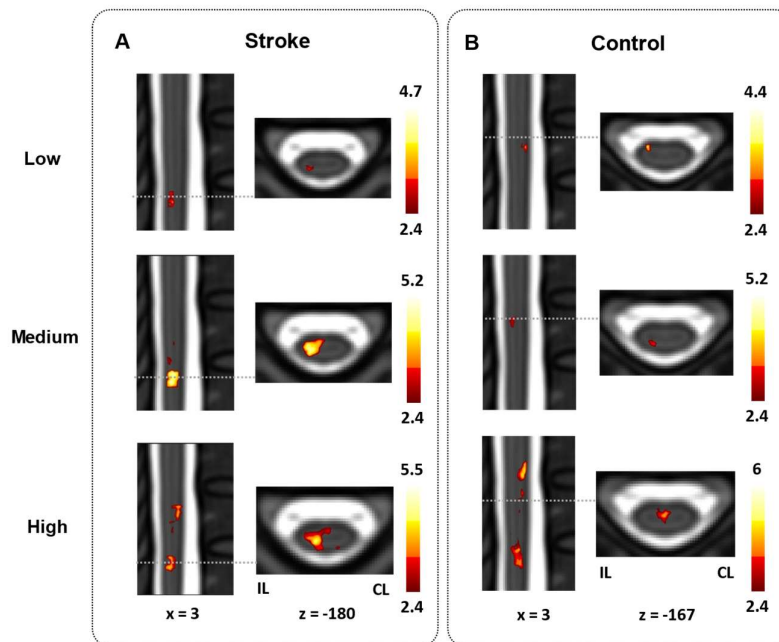 A Stroke
B Control
Low
4.7
2.4
4.4
2.4
Medium
5.2
2.4
5.2
2.4
High
5.5
2.4
6
2.4
IL CL
IL CL
x = 3 z = -180
x = 3 z = -167